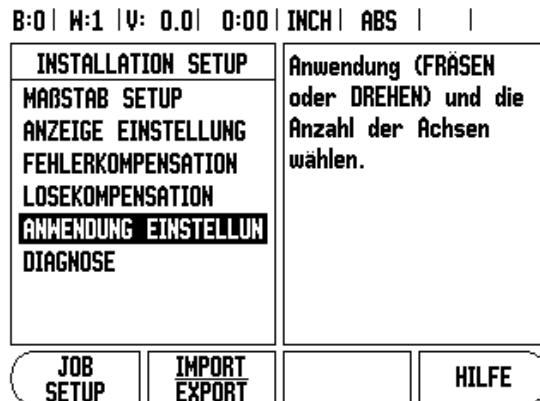 B:0 | W:1 | V: 0.0 | 0:00 | INCH | ABS | |
INSTALLATION SETUP
MAßSTAB SETUP
ANZEIGE EINSTELLUNG
FEHLERKOMPENSATION
LOSEKOMPENSATION
ANWENDUNG EINSTELLUN
DIAGNOSE
Anwendung (FRÄSEN
oder DREHEN) und die
Anzahl der Achsen
wählen.
JOB
SETUP
IMPORT
EXPORT
HILFE